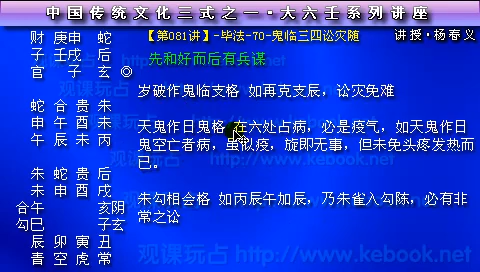 中国传统文化三式之一·大六壬系列讲座
【第081讲】-毕法-70-鬼临三四讼灾随 讲授·杨春义
先和好而后有兵谋
财 庚 申 蛇
子 壬 戌 后
官 子 玄 ◎
岁破作鬼临支格 如再克支辰，讼灾免难
蛇 合 贵 朱
申 午 酉 未
午 辰 未 丙
天鬼作日鬼格 在六处占病，必是疫气，如天鬼作日
鬼空亡者病，虽似疫，旋即无事，但未免头疼发热而
已。
朱 朱 贵 后
未 申 酉 戌
合 午 亥 阴
勾 巳 子 玄
辰 卯 寅 丑
青 空 虎 常
朱勾相会格 如丙辰午加辰，乃朱雀入勾陈，必有非
常之讼
观课玩占 http://www.kebook.net